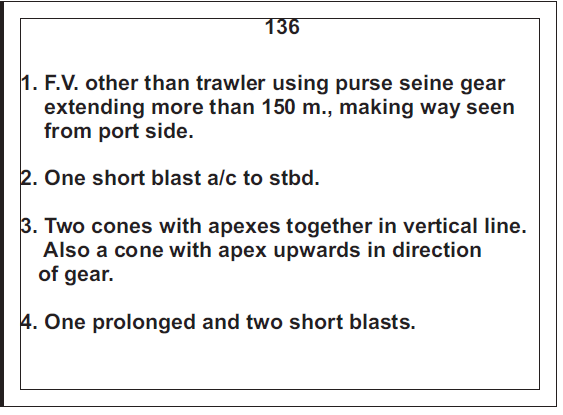 136
1. F.V. other than trawler using purse seine gear
extending more than 150 m., making way seen
from port side.
2. One short blast a/c to stbd.
3. Two cones with apexes together in vertical line.
Also a cone with apex upwards in direction
of gear.
4. One prolonged and two short blasts.